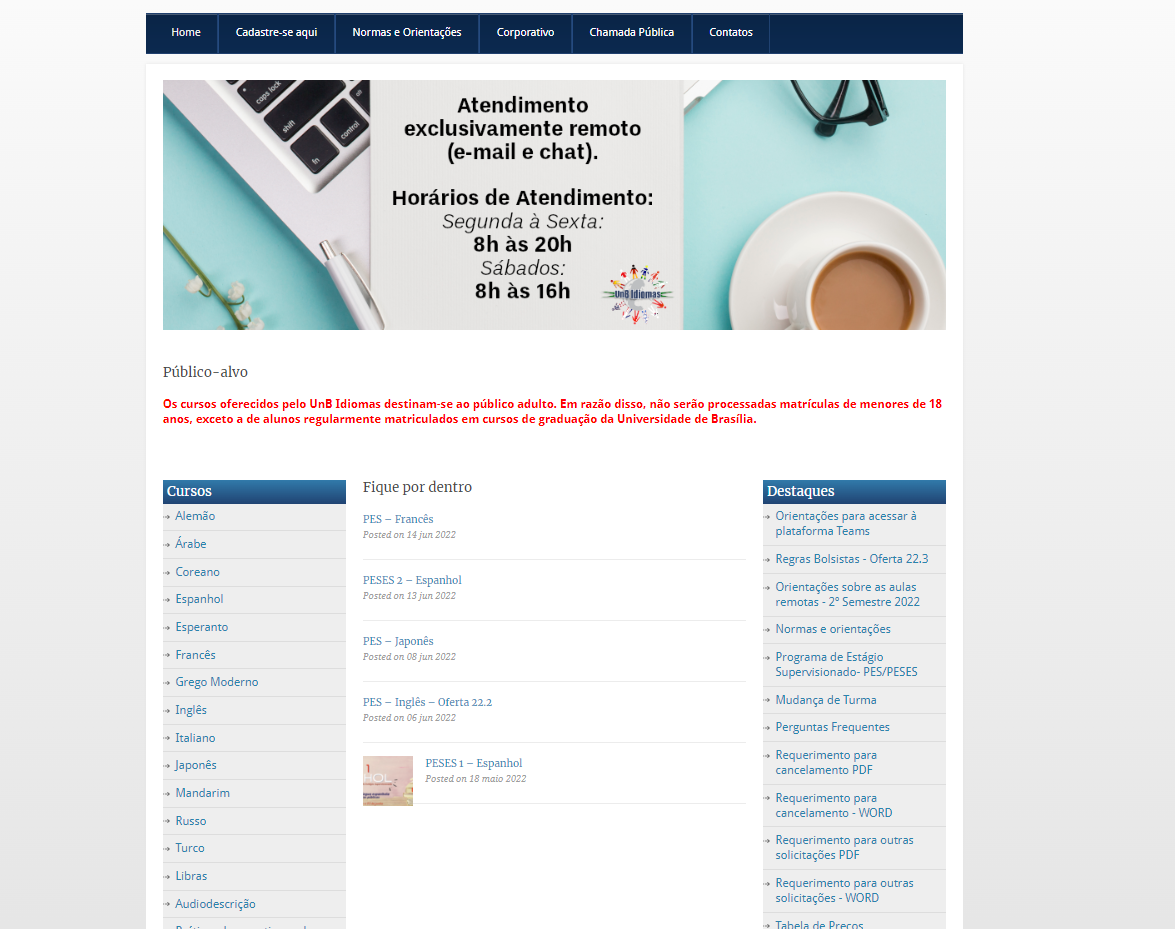 Home
Cadastre-se aqui
Normas e Orientações
Corporativo
Chamada Pública
Contatos
caps lock
shift
control
fn
Atendimento
exclusivamente remoto
(e-mail e chat).
Horários de Atendimento:
Segunda à Sexta:
8h às 20h
Sábados:
8h às 16h
UnB Idiomas
Público-alvo
Os cursos oferecidos pelo UnB Idiomas destinam-se ao público adulto. Em razão disso, não serão processadas matrículas de menores de 18
anos, exceto a de alunos regularmente matriculados em cursos de graduação da Universidade de Brasília.
Cursos
Alemão
Árabe
Coreano
Espanhol
Esperanto
Francês
Grego Moderno
Inglês
Italiano
Japonês
Mandarim
Russo
Turco
Libras
Audiodescrição
Fique por dentro
PES – Francês
Posted on 14 jun 2022
PESES 2 – Espanhol
Posted on 13 jun 2022
PES – Japonês
Posted on 08 jun 2022
PES – Inglês – Oferta 22.2
Posted on 06 jun 2022
PESES 1 – Espanhol
Posted on 18 maio 2022
Destaques
Orientações para acessar à
plataforma Teams
Regras Bolsistas - Oferta 22.3
Orientações sobre as aulas
remotas - 2º Semestre 2022
Normas e orientações
Programa de Estágio
Supervisionado- PES/PESES
Mudança de Turma
Perguntas Frequentes
Requerimento para
cancelamento PDF
Requerimento para
cancelamento - WORD
Requerimento para outras
solicitações PDF
Requerimento para outras
solicitações - WORD
Tabela de Preços